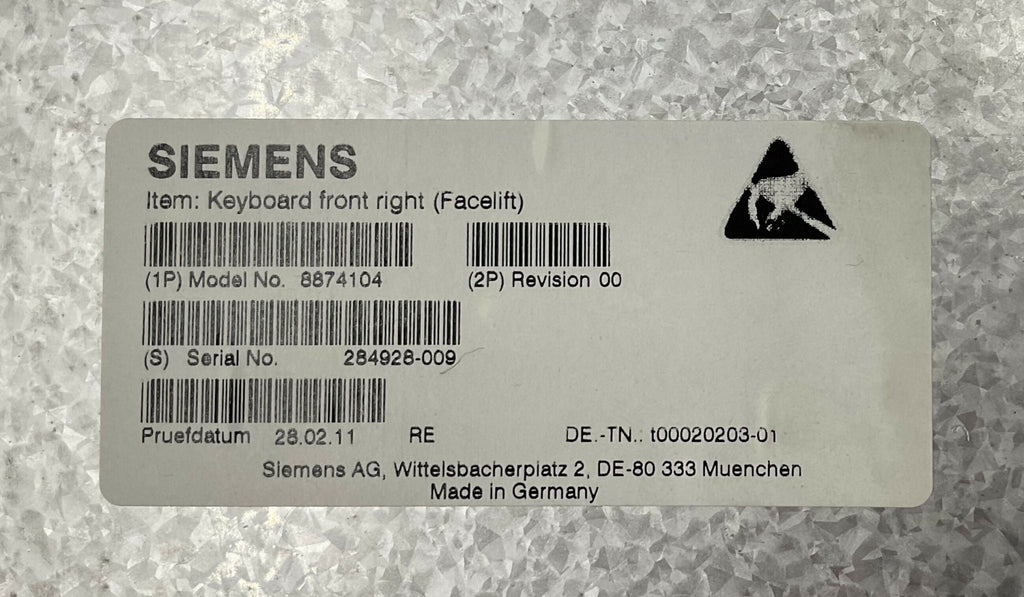 SIEMENS
Item: Keyboard front right (Facelift)
(1P) Model No. 8874104 (2P) Revision 00
(S) Serial No. 284928-009
Pruefdatum 28.02.11 RE DE.-TN.: t00020203-01
Siemens AG, Wittelsbacherplatz 2, DE-80 333 Muenchen
Made in Germany